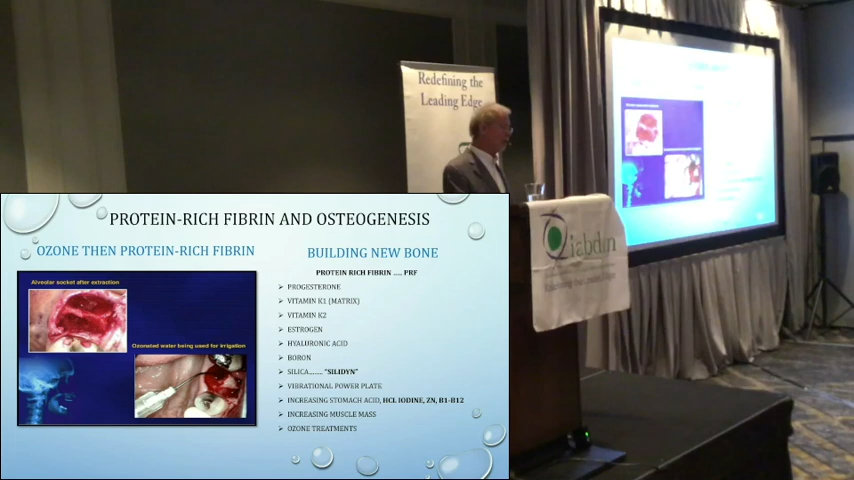 Redefining the
Leading Edge
iabdm
PROTEIN-RICH FIBRIN AND OSTEOGENESIS
OZONE THEN PROTEIN-RICH FIBRIN
Alveolar socket after extraction
Ozonated water being used for irrigation
BUILDING NEW BONE
PROTEIN RICH FIBRIN .... PRF
➢ PROGESTERONE
➢ VITAMIN K1 (MATRIX)
➢ VITAMIN K2
➢ ESTROGEN
➢ HYALURONIC ACID
➢ BORON
➢ SILICA........ "SILIDYN"
➢ VIBRATIONAL POWER PLATE
➢ INCREASING STOMACH ACID, HCL IODINE, ZN, B1-B12
➢ INCREASING MUSCLE MASS
➢ OZONE TREATMENTS